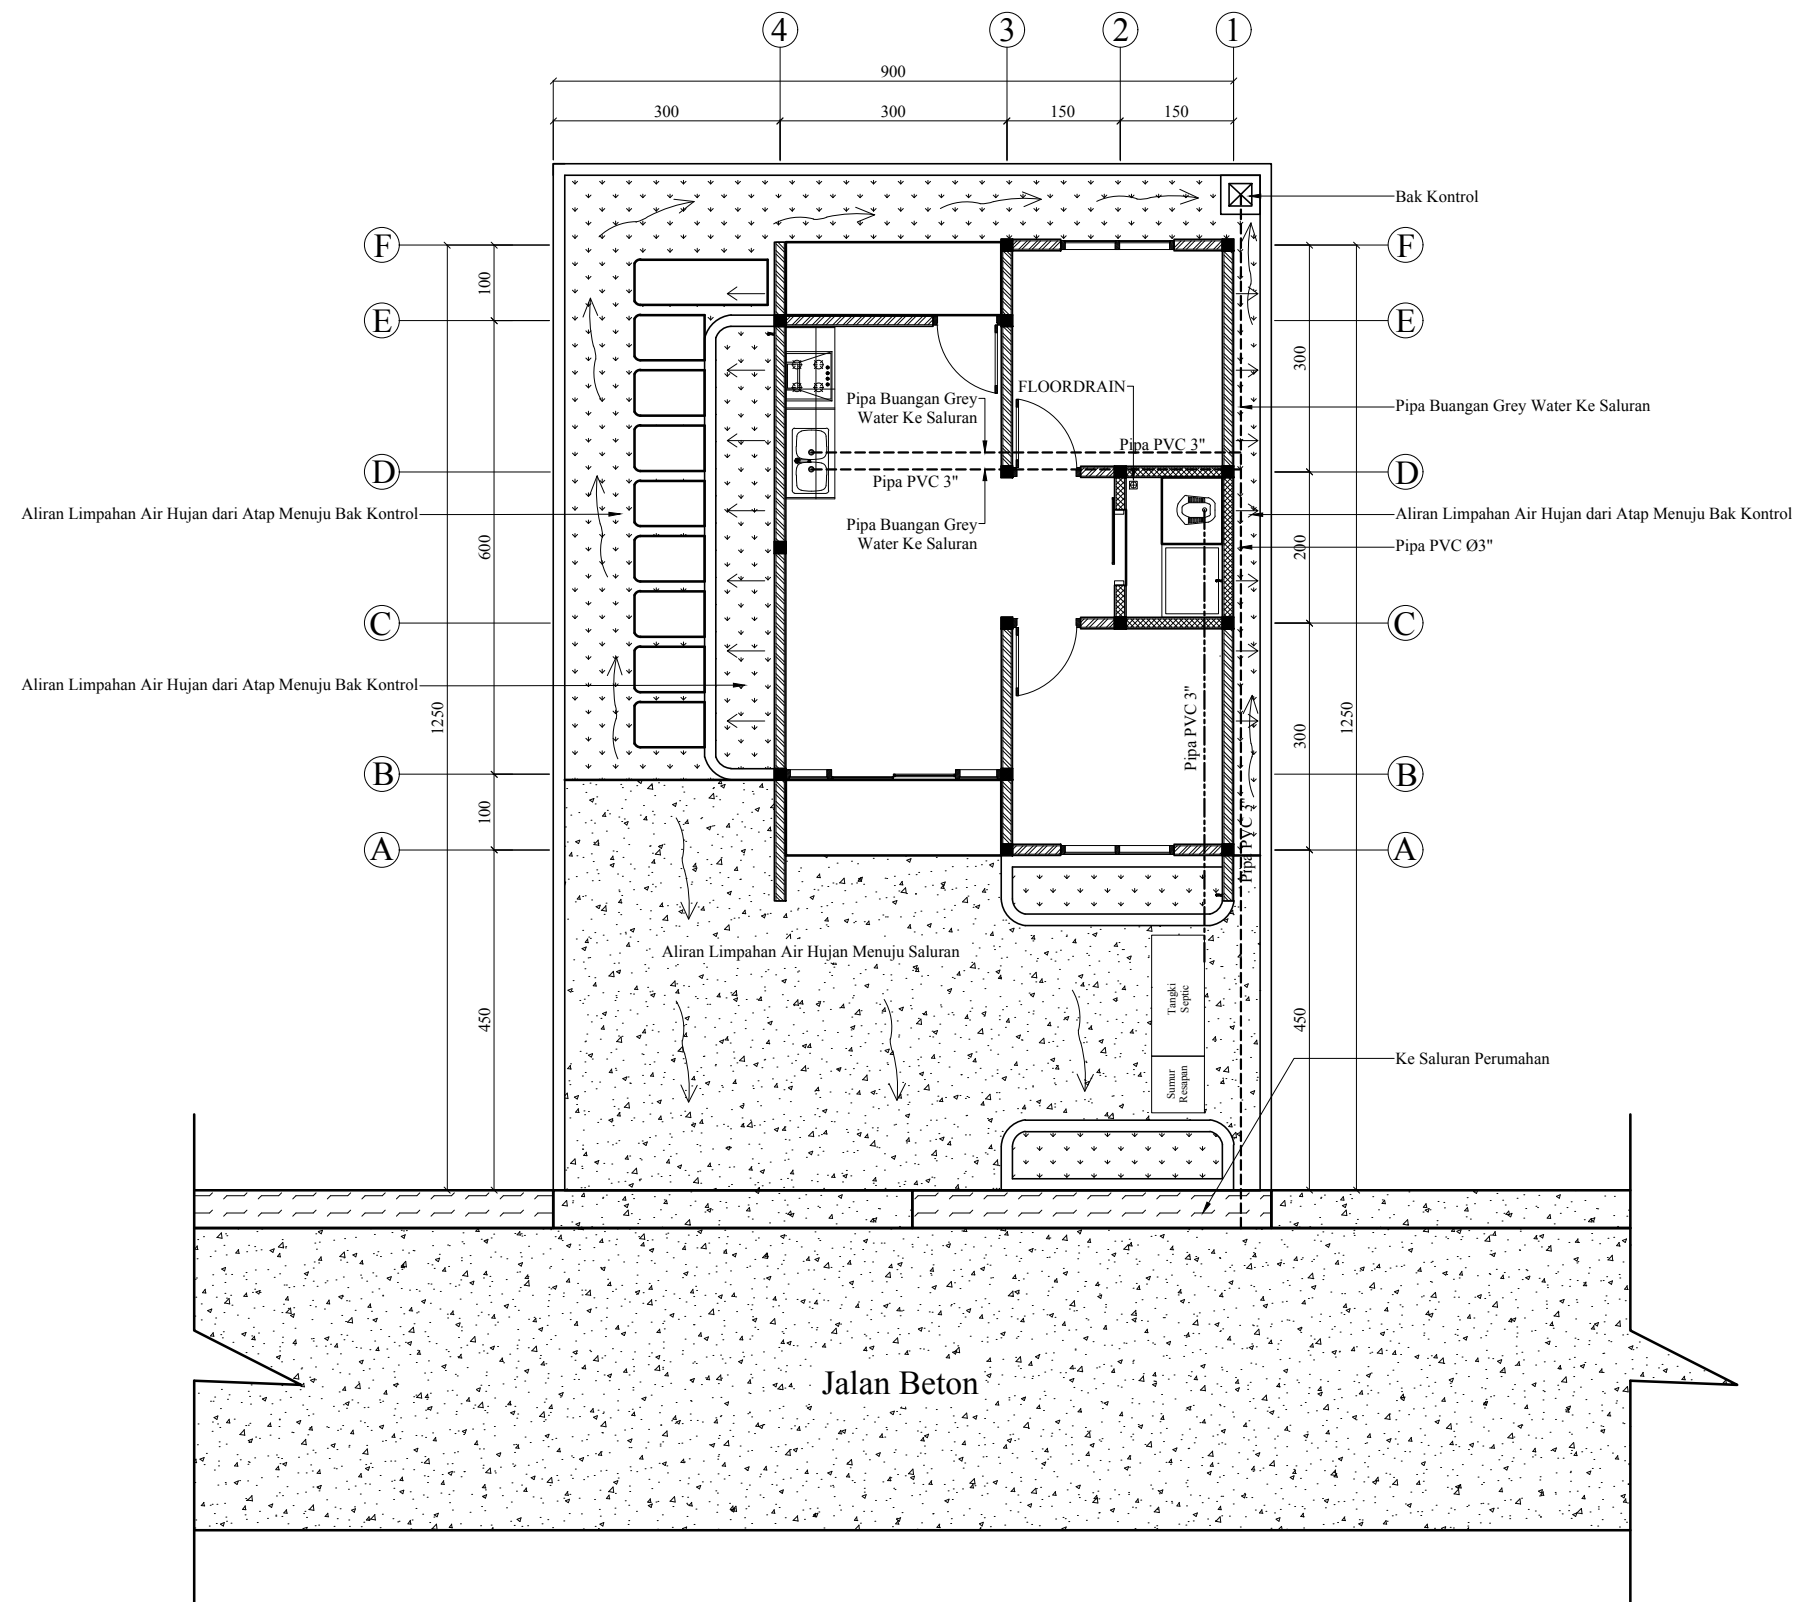 4
3
2
1
900
300
300
150
150
Bak Kontrol
F
F
100
E
E
300
FLOORDRAIN
Pipa Buangan Grey
Water Ke Saluran
Pipa Buangan Grey Water Ke Saluran
Pipa PVC 3"
D
D
Pipa PVC 3"
Aliran Limpahan Air Hujan dari Atap Menuju Bak Kontrol
Aliran Limpahan Air Hujan dari Atap Menuju Bak Kontrol
Pipa Buangan Grey
Water Ke Saluran
600
200
Pipa PVC Ø3"
C
C
Aliran Limpahan Air Hujan dari Atap Menuju Bak Kontrol
1250
Pipa PVC 3"
300
1250
B
B
100
Pipa PVC 3"
A
A
Aliran Limpahan Air Hujan Menuju Saluran
Tangki
Septic
450
450
Ke Saluran Perumahan
Sumur
Resapan
Jalan Beton